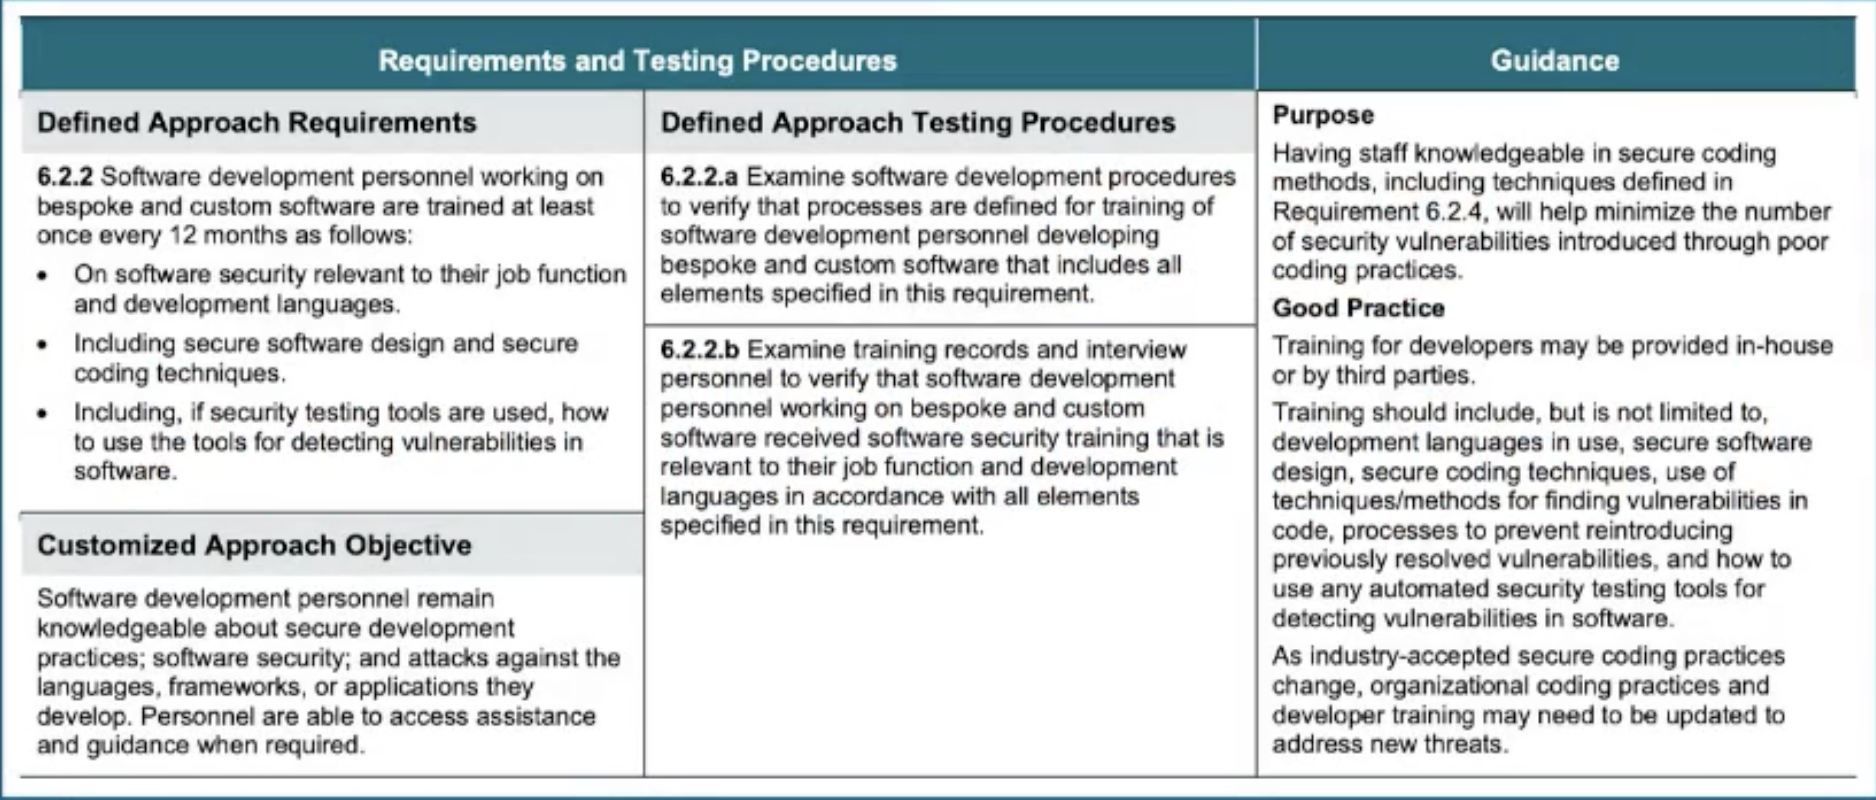 Requirements and Testing Procedures
Guidance
Defined Approach Requirements
6.2.2 Software development personnel working on
bespoke and custom software are trained at least
once every 12 months as follows:
• On software security relevant to their job function
and development languages.
• Including secure software design and secure
coding techniques.
• Including, if security testing tools are used, how
to use the tools for detecting vulnerabilities in
software.
Customized Approach Objective
Software development personnel remain
knowledgeable about secure development
practices; software security; and attacks against the
languages, frameworks, or applications they
develop. Personnel are able to access assistance
and guidance when required.
Defined Approach Testing Procedures
6.2.2.a Examine software development procedures
to verify that processes are defined for training of
software development personnel developing
bespoke and custom software that includes all
elements specified in this requirement.
6.2.2.b Examine training records and interview
personnel to verify that software development
personnel working on bespoke and custom
software received software security training that is
relevant to their job function and development
languages in accordance with all elements
specified in this requirement.
Purpose
Having staff knowledgeable in secure coding
methods, including techniques defined in
Requirement 6.2.4, will help minimize the number
of security vulnerabilities introduced through poor
coding practices.
Good Practice
Training for developers may be provided in-house
or by third parties.
Training should include, but is not limited to,
development languages in use, secure software
design, secure coding techniques, use of
techniques/methods for finding vulnerabilities in
code, processes to prevent reintroducing
previously resolved vulnerabilities, and how to
use any automated security testing tools for
detecting vulnerabilities in software.
As industry-accepted secure coding practices
change, organizational coding practices and
developer training may need to be updated to
address new threats.